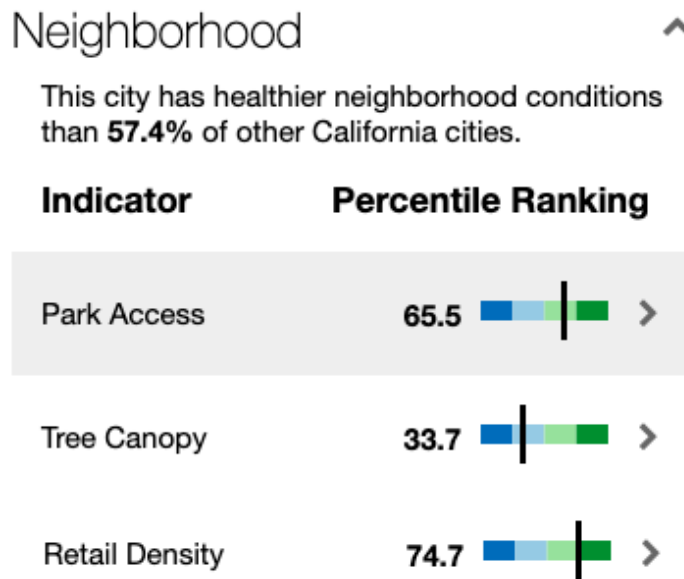 Neighborhood
This city has healthier neighborhood conditions
than 57.4% of other California cities.
Indicator Percentile Ranking
Park Access 65.5
Tree Canopy 33.7
Retail Density 74.7